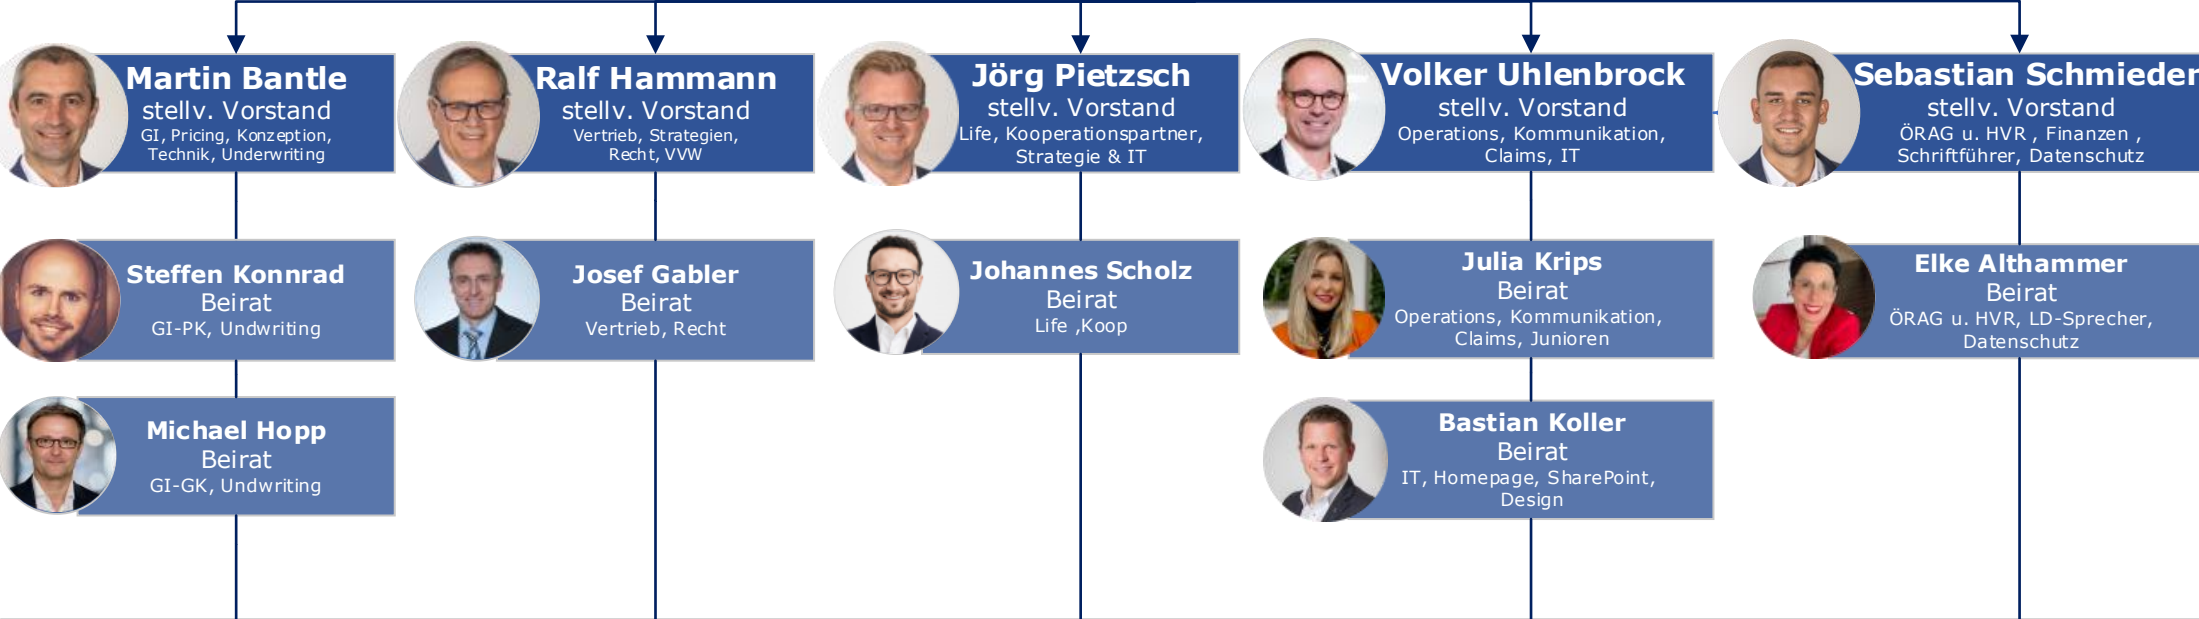 Martin Bantle
stellv. Vorstand
GI, Pricing, Konzeption,
Technik, Underwriting
Ralf Hammann
stellv. Vorstand
Vertrieb, Strategien,
Recht, VVW
Jörg Pietzsch
stellv. Vorstand
Life, Kooperationspartner,
Strategie & IT
Volker Uhlenbrock
stellv. Vorstand
Operations, Kommunikation,
Claims, IT
Sebastian Schmieder
stellv. Vorstand
ÖRAG u. HVR , Finanzen ,
Schriftführer, Datenschutz
Steffen Konnrad
Beirat
GI-PK, Undwriting
Josef Gabler
Beirat
Vertrieb, Recht
Johannes Scholz
Beirat
Life ,Koop
Julia Krips
Beirat
Operations, Kommunikation,
Claims, Junioren
Elke Althammer
Beirat
ÖRAG u. HVR, LD-Sprecher,
Datenschutz
Michael Hopp
Beirat
GI-GK, Undwriting
Bastian Koller
Beirat
IT, Homepage, SharePoint,
Design